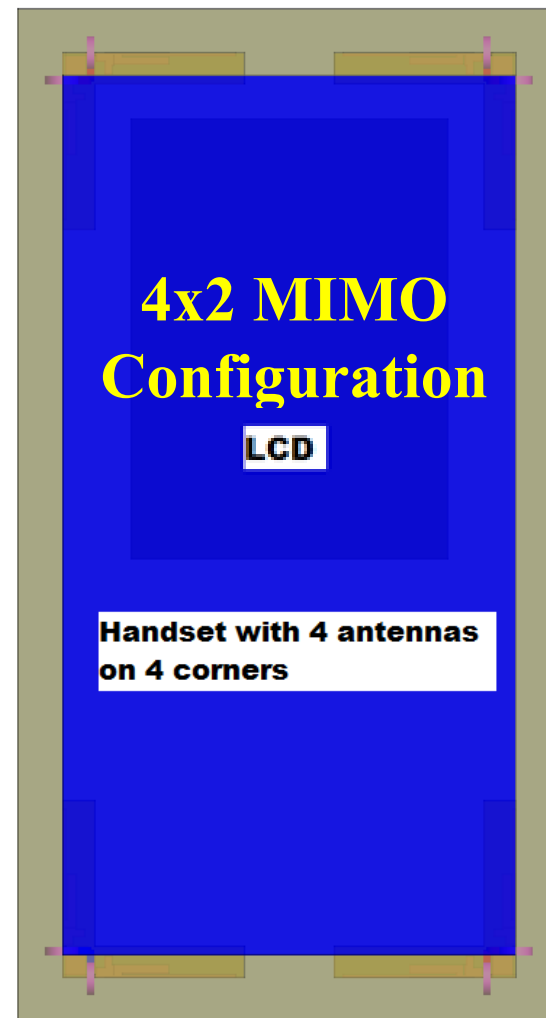 4x2 MIMO
Configuration
LCD
Handset with 4 antennas
on 4 corners